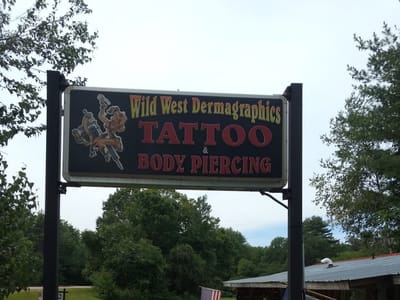 Wild West Dermagraphics
TATTOO
&
BODY PIERCING